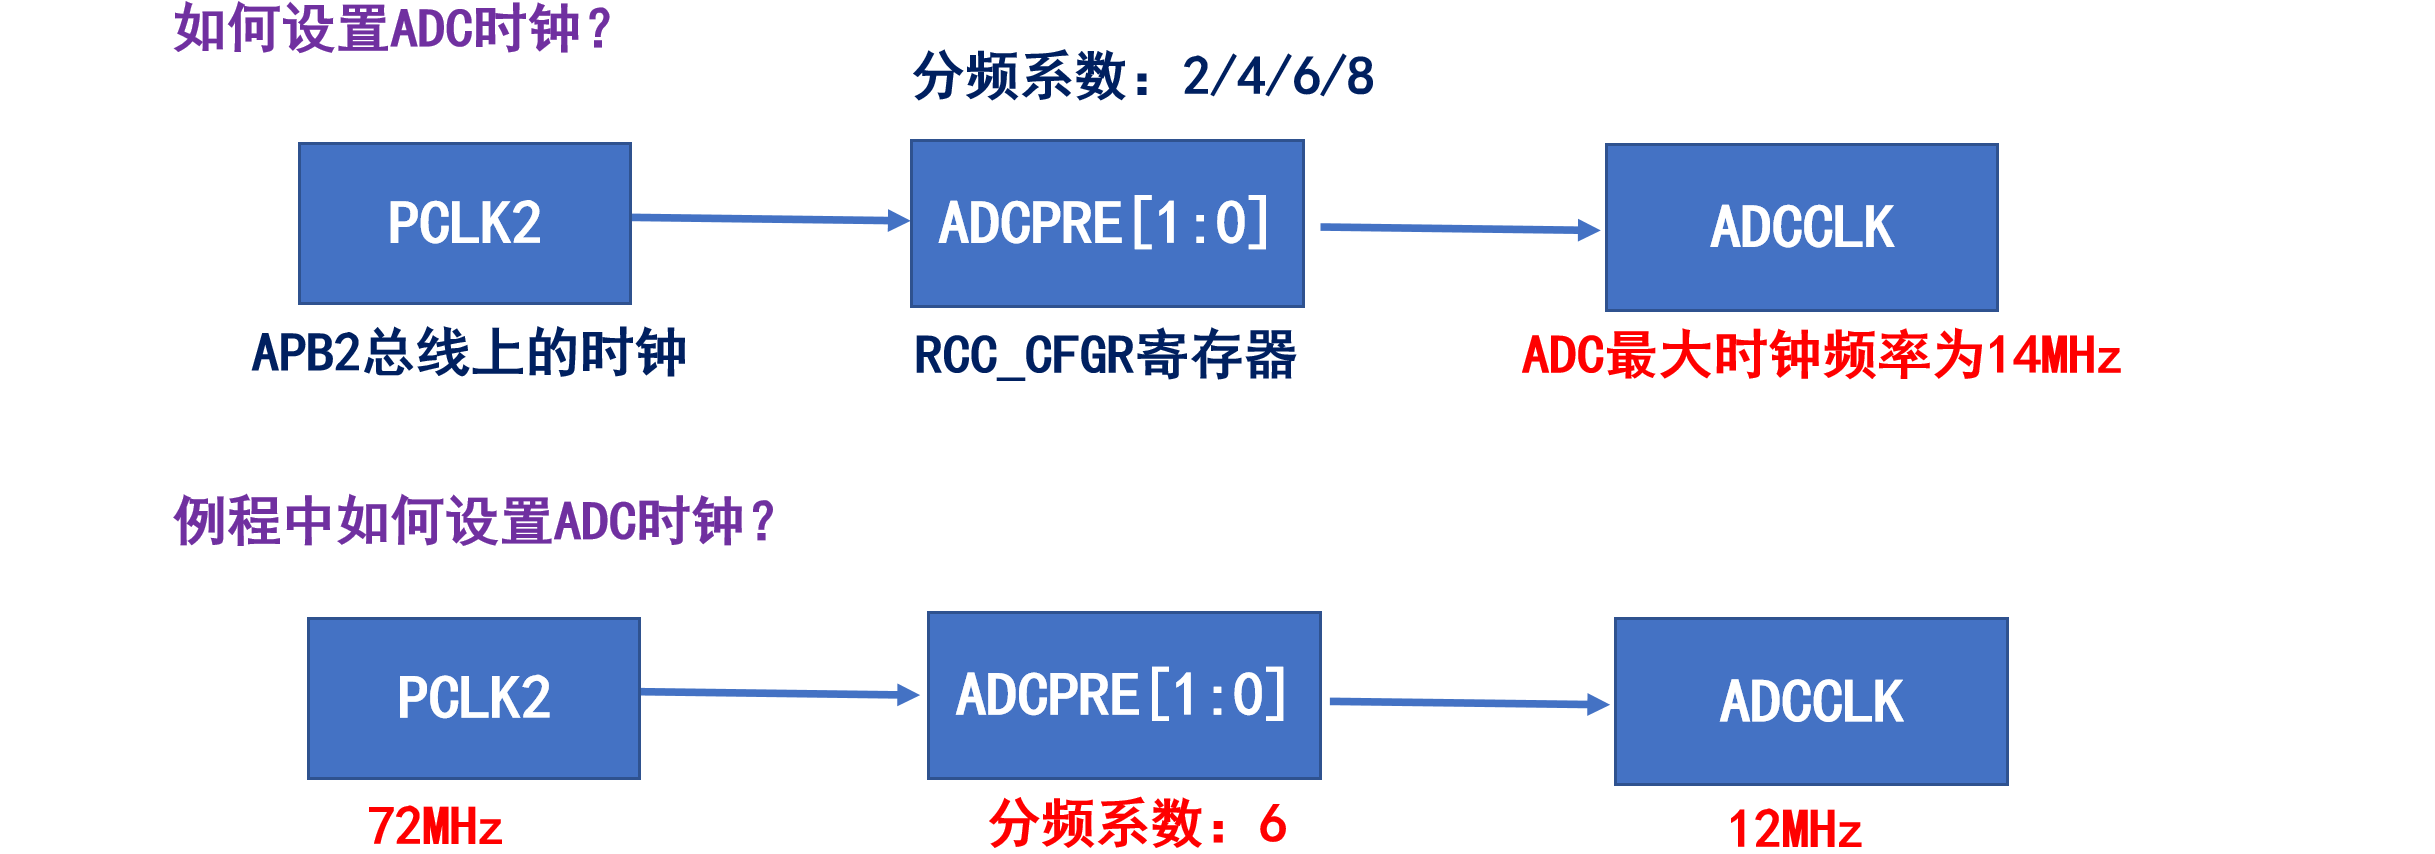 如何设置ADC时钟？
分频系数：2/4/6/8
PCLK2
ADCPRE[1:0]
ADCCLK
APB2总线上的时钟
RCC_CFGR寄存器
ADC最大时钟频率为14MHz
例程中如何设置ADC时钟？
PCLK2
ADCPRE[1:0]
ADCCLK
72MHz
分频系数：6
12MHz